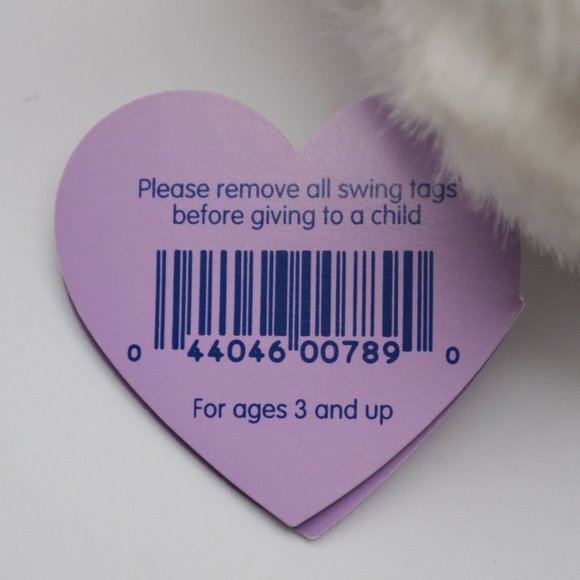 Please remove all swing tags
before giving to a child
0 44046 00789 0
For ages 3 and up